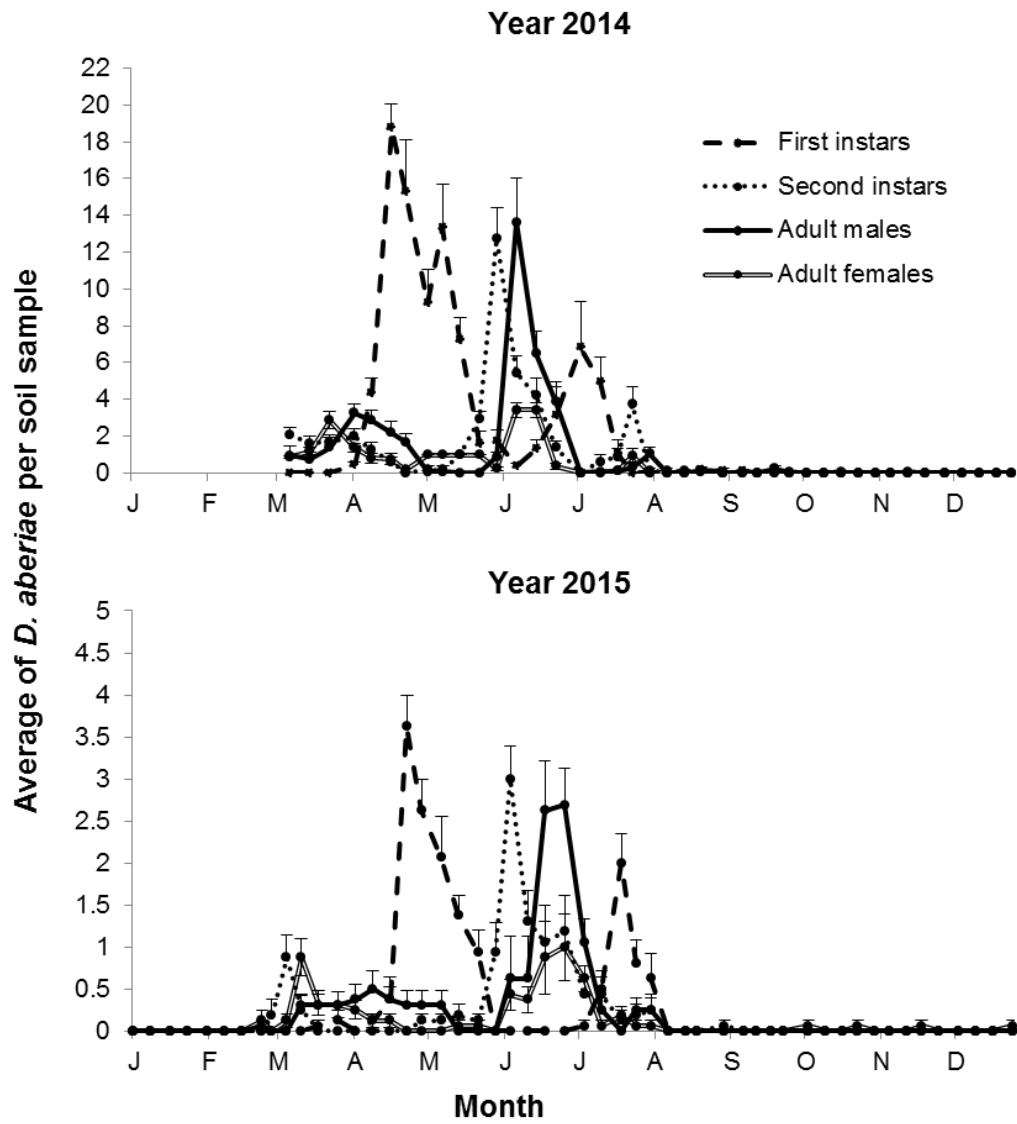 Year 2014
22
20
18
16
14
12
10
8
6
4
2
0
J F M A M J J A S O N D
First instars
Second instars
Adult males
Adult females
Average of D. aberiae per soil sample
Year 2015
5
4.5
4
3.5
3
2.5
2
1.5
1
0.5
0
J F M A M J J A S O N D
Month